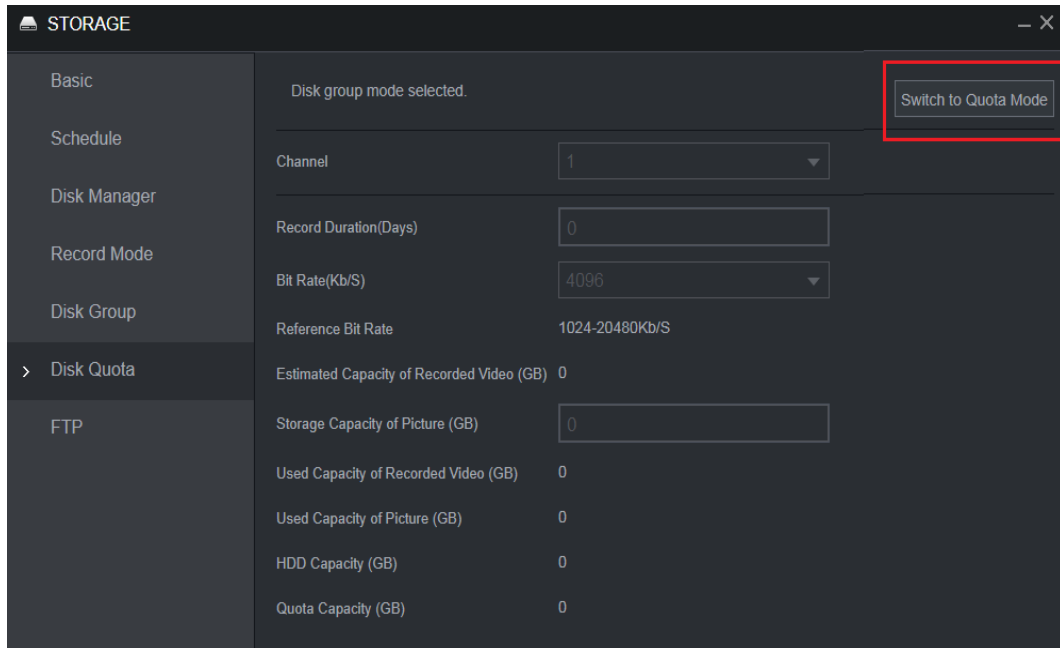 STORAGE
Basic
Schedule
Disk Manager
Record Mode
Disk Group
Disk Quota
FTP
Disk group mode selected.
Switch to Quota Mode
Channel 1
Record Duration(Days) 0
Bit Rate(Kb/S) 4096
Reference Bit Rate 1024-20480Kb/S
Estimated Capacity of Recorded Video (GB) 0
Storage Capacity of Picture (GB) 0
Used Capacity of Recorded Video (GB) 0
Used Capacity of Picture (GB) 0
HDD Capacity (GB) 0
Quota Capacity (GB) 0